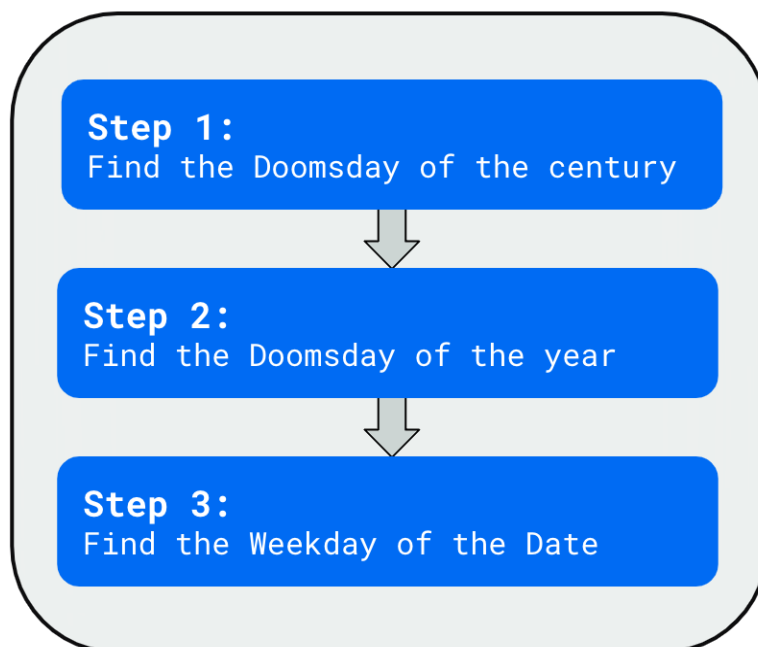 Step 1:
Find the Doomsday of the century
Step 2:
Find the Doomsday of the year
Step 3:
Find the Weekday of the Date